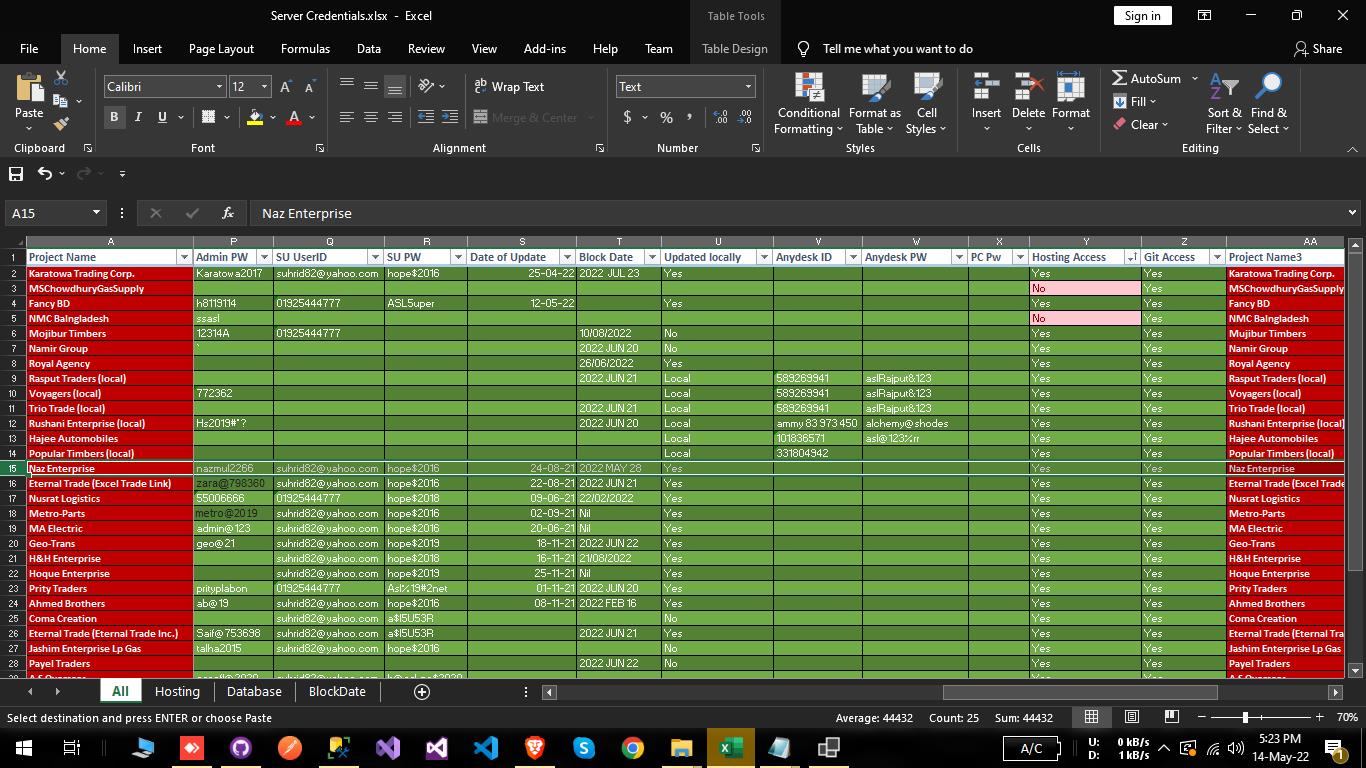 Server Credentials.xlsx - Excel
Table Tools
Sign in
File Home Insert Page Layout Formulas Data Review View Add-ins Help Team Table Design Tell me what you want to do Share
Paste Calibri 12 Wrap Text Text Conditional Formatting Format as Table Cell Styles Insert Delete Format AutoSum Sort & Filter Find & Select
B I U A Merge & Center $ % Fill Clear
Clipboard Font Alignment Number Styles Cells Editing
A15 fx Naz Enterprise
A P Q R S T U V W X Y Z AA
1 Project Name Admin PW SU UserID SU PW Date of Update Block Date Updated locally Anydesk ID Anydesk PW PC Pw Hosting Access Git Access Project Name3
2 Karatowa Trading Corp. Karatowa2017 suhrid82@yahoo.com hope$2016 25-04-22 2022 JUL 23 Yes Yes Yes Karatowa Trading Corp.
3 MSChowdhuryGasSupply No Yes MSChowdhuryGasSupply
4 Fancy BD h8119114 01925444777 ASL5uper 12-05-22 Yes Yes Yes Fancy BD
5 NMC Balngladesh ssasl No Yes NMC Balngladesh
6 Mojibur Timbers 12314A 01925444777 10/08/2022 No Yes Yes Mujibur Timbers
7 Namir Group ` 2022 JUN 20 No Yes Yes Namir Group
8 Royal Agency 26/06/2022 Yes Yes Yes Royal Agency
9 Rasput Traders (local) 2022 JUN 21 Local 589269941 aslRajput&123 Yes Yes Rasput Traders (local)
10 Voyagers (local) 772362 Local 589269941 aslRajput&123 Yes Yes Voyagers (local)
11 Trio Trade (local) 2022 JUN 21 Local 589269941 aslRajput&123 Yes Yes Trio Trade (local)
12 Rushani Enterprise (local) Hs2019#*? 2022 JUN 20 Local ammy 83 973 450 alchemy@shodes Yes Yes Rushani Enterprise (local)
13 Hajee Automobiles Local 101836571 asl@123%rr Yes Yes Hajee Automobiles
14 Popular Timbers (local) Local 331804942 Yes Yes Popular Timbers (local)
15 Naz Enterprise nazmul2266 suhrid82@yahoo.com hope$2016 24-08-21 2022 MAY 28 Yes Yes Yes Naz Enterprise
16 Eternal Trade (Excel Trade Link) zara@798360 suhrid82@yahoo.com hope$2016 22-08-21 2022 JUN 21 Yes Yes Yes Eternal Trade (Excel Trade
17 Nusrat Logistics 55006666 01925444777 hope$2018 09-06-21 22/02/2022 Yes Yes Yes Nusrat Logistics
18 Metro-Parts metro@2019 suhrid82@yahoo.com hope$2016 02-09-21 Nil Yes Yes Yes Metro-Parts
19 MA Electric admin@123 suhrid82@yahoo.com hope$2016 20-06-21 Nil Yes Yes Yes MA Electric
20 Geo-Trans geo@21 suhrid82@yahoo.com hope$2019 18-11-21 2022 JUN 22 Yes Yes Yes Geo-Trans
21 H&H Enterprise suhrid82@yahoo.com hope$2018 16-11-21 21/08/2022 Yes Yes Yes H&H Enterprise
22 Hoque Enterprise suhrid82@yahoo.com hope$2019 25-11-21 Nil Yes Yes Yes Hoque Enterprise
23 Prity Traders prityplabon 01925444777 Asl%19#2net 01-11-21 2022 JUN 20 Yes Yes Yes Prity Traders
24 Ahmed Brothers ab@19 suhrid82@yahoo.com hope$2016 08-11-21 2022 FEB 16 Yes Yes Yes Ahmed Brothers
25 Coma Creation suhrid82@yahoo.com a$l5U53R No Yes Yes Coma Creation
26 Eternal Trade (Eternal Trade Inc.) Saif@753698 suhrid82@yahoo.com a$l5U53R 2022 JUN 21 Yes Yes Yes Eternal Trade (Eternal Tra
27 Jashim Enterprise Lp Gas talha2015 suhrid82@yahoo.com hope$2016 No Yes Yes Jashim Enterprise Lp Gas
28 Payel Traders 2022 JUN 22 No Yes Yes Payel Traders
All Hosting Database BlockDate
Select destination and press ENTER or choose Paste Average: 44432 Count: 25 Sum: 44432 70%
A/C U: 0 kB/s D: 1 kB/s 5:23 PM 14-May-22 1